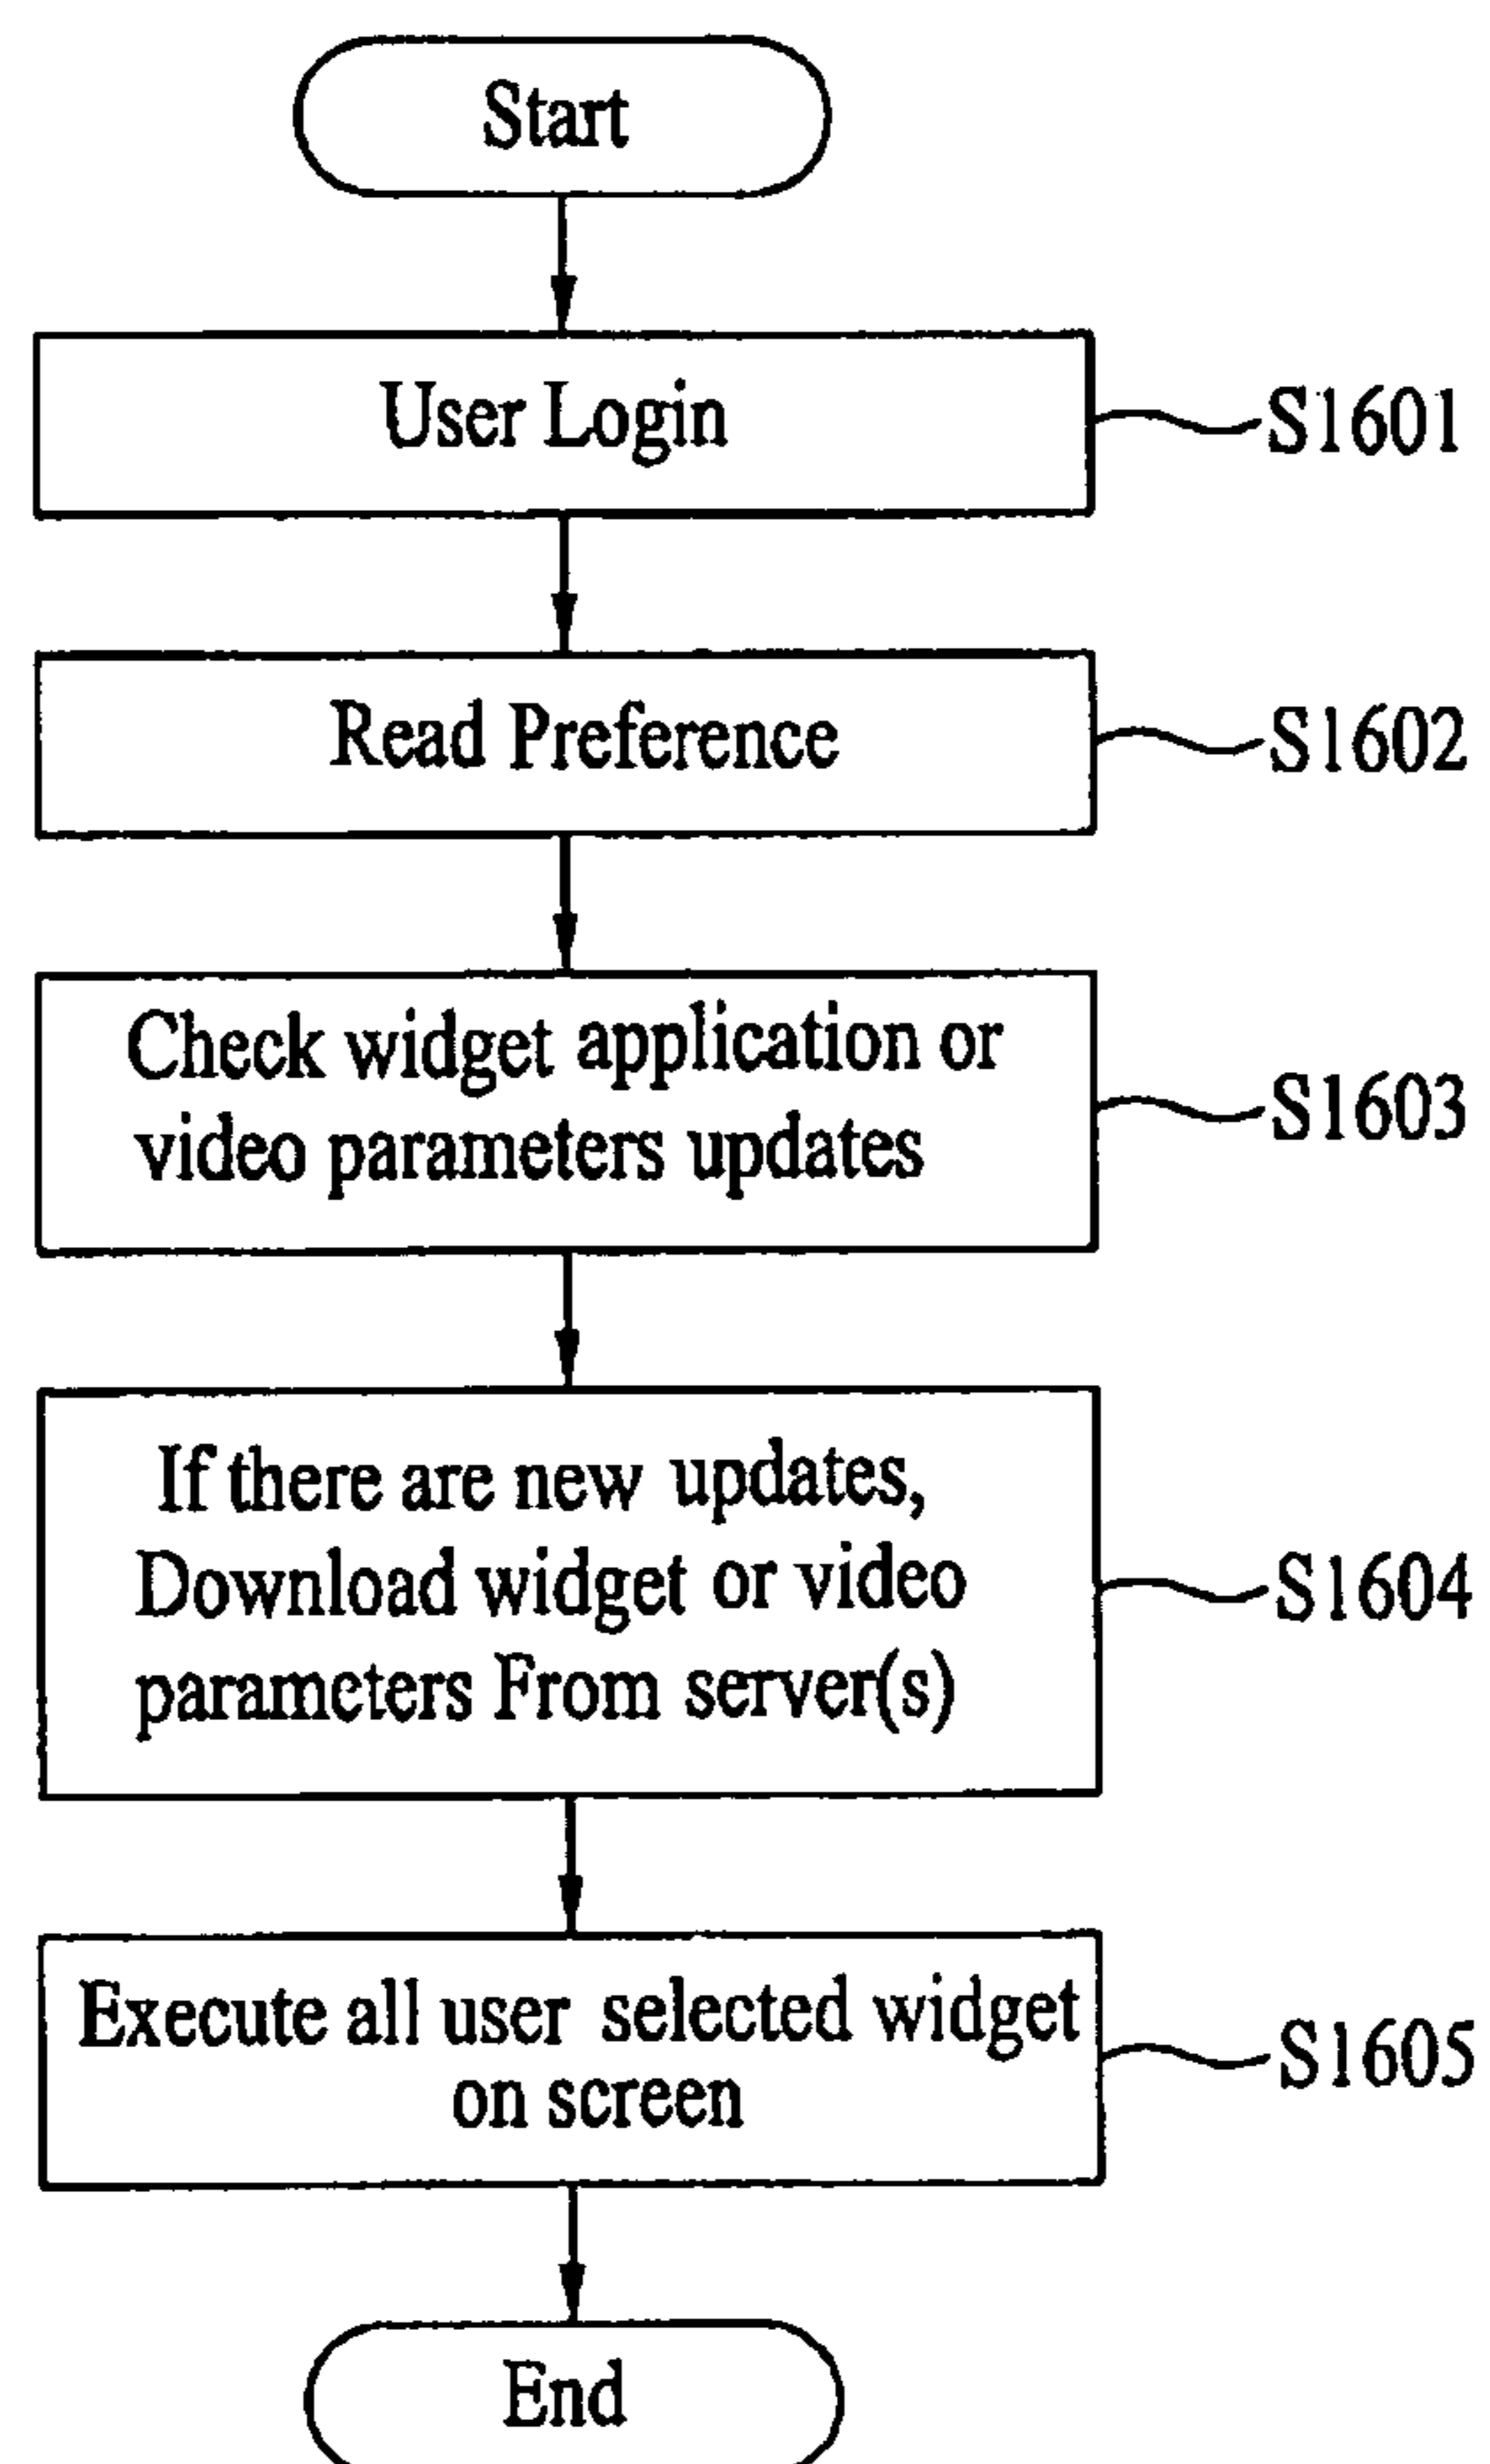 Start
User Login
S1601
Read Preference
S1602
Check widget application or
video parameters updates
S1603
If there are new updates,
Download widget or video
parameters From server(s)
S1604
Execute all user selected widget
on screen
S1605
End